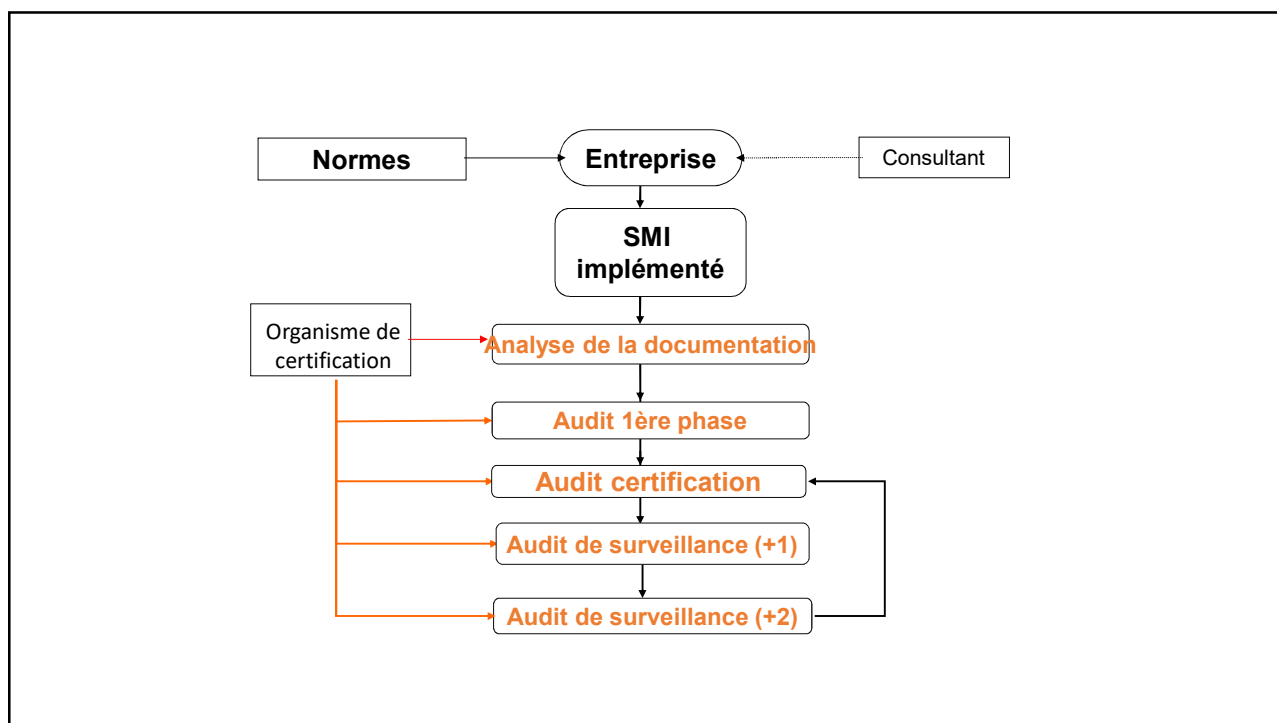 Normes
Entreprise
Consultant
SMI
implémenté
Organisme de
certification
Analyse de la documentation
Audit 1ère phase
Audit certification
Audit de surveillance (+1)
Audit de surveillance (+2)